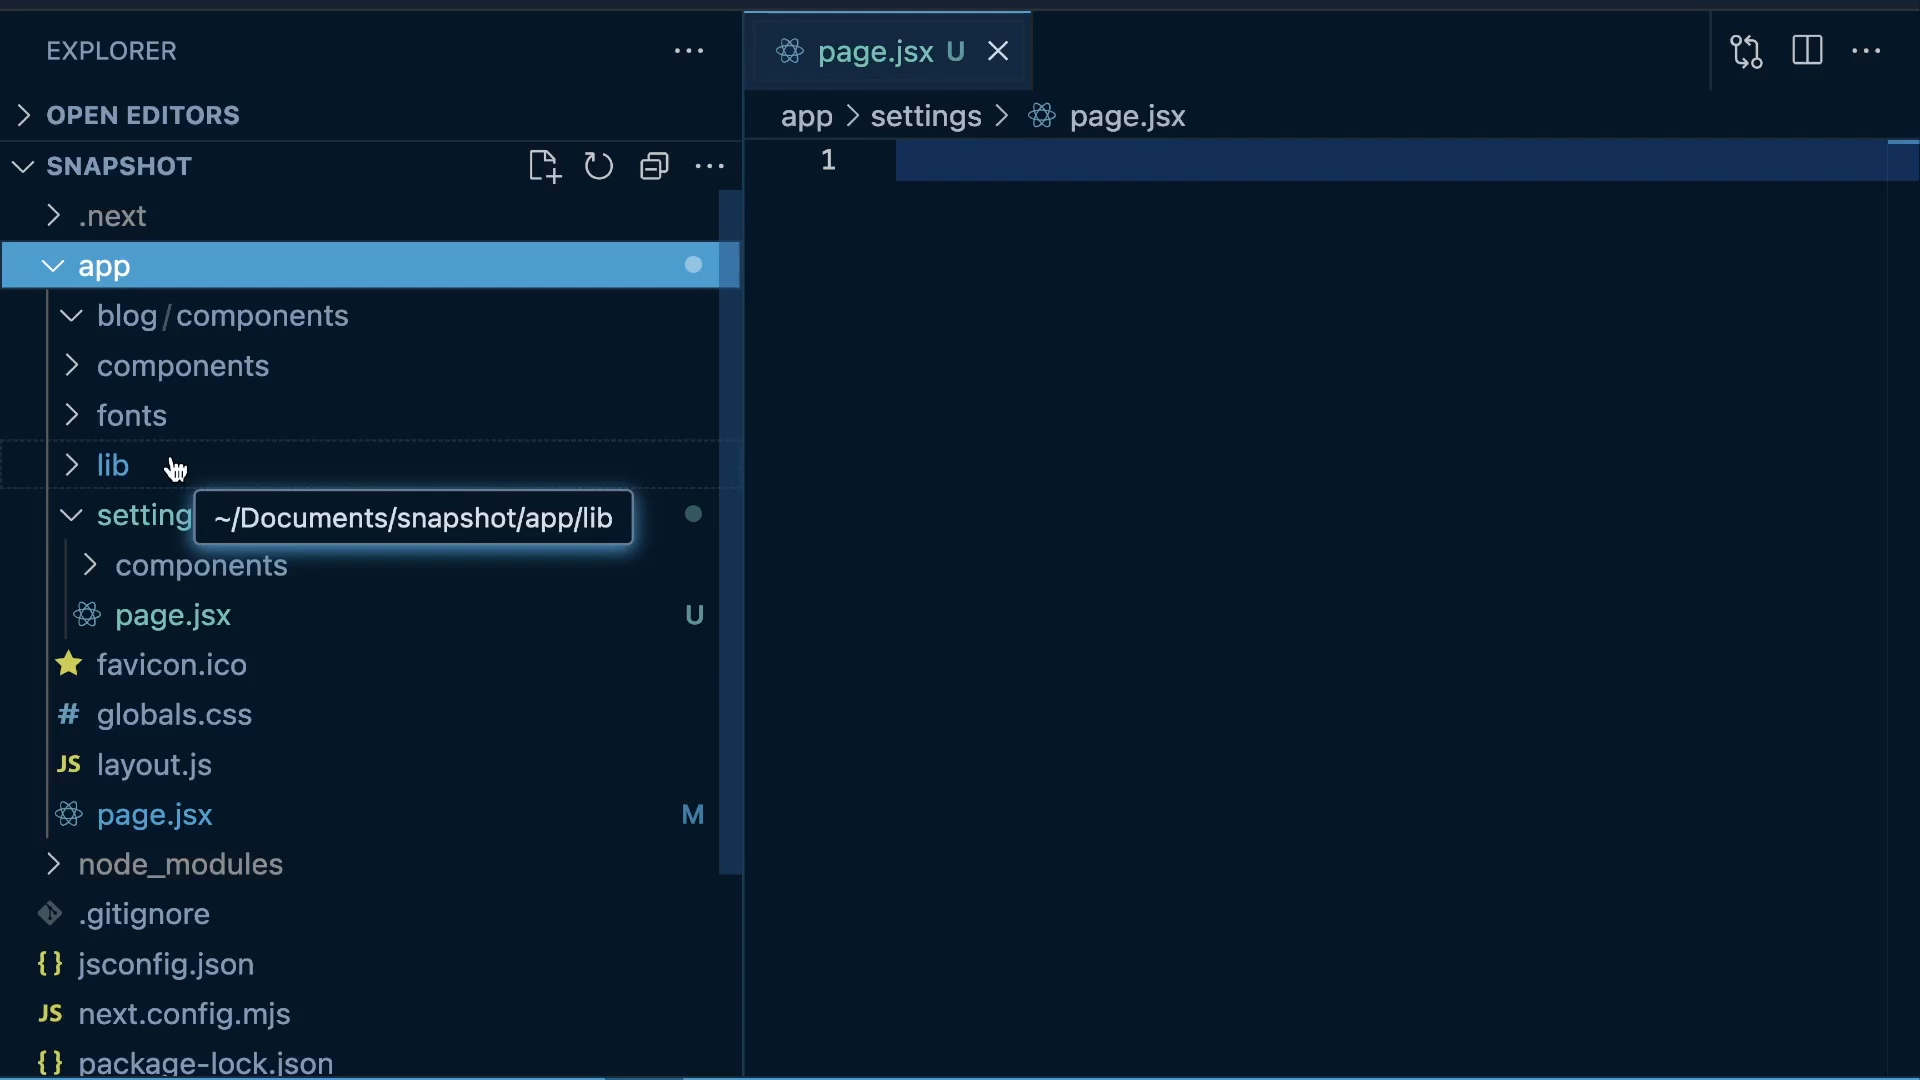 EXPLORER
OPEN EDITORS
SNAPSHOT
.next
app
blog/components
components
fonts
lib
setting
~/Documents/snapshot/app/lib
components
page.jsx U
favicon.ico
# globals.css
JS layout.js
page.jsx M
node_modules
.gitignore
{} jsconfig.json
JS next.config.mjs
{} package-lock.json
page.jsx U
app > settings > page.jsx
1